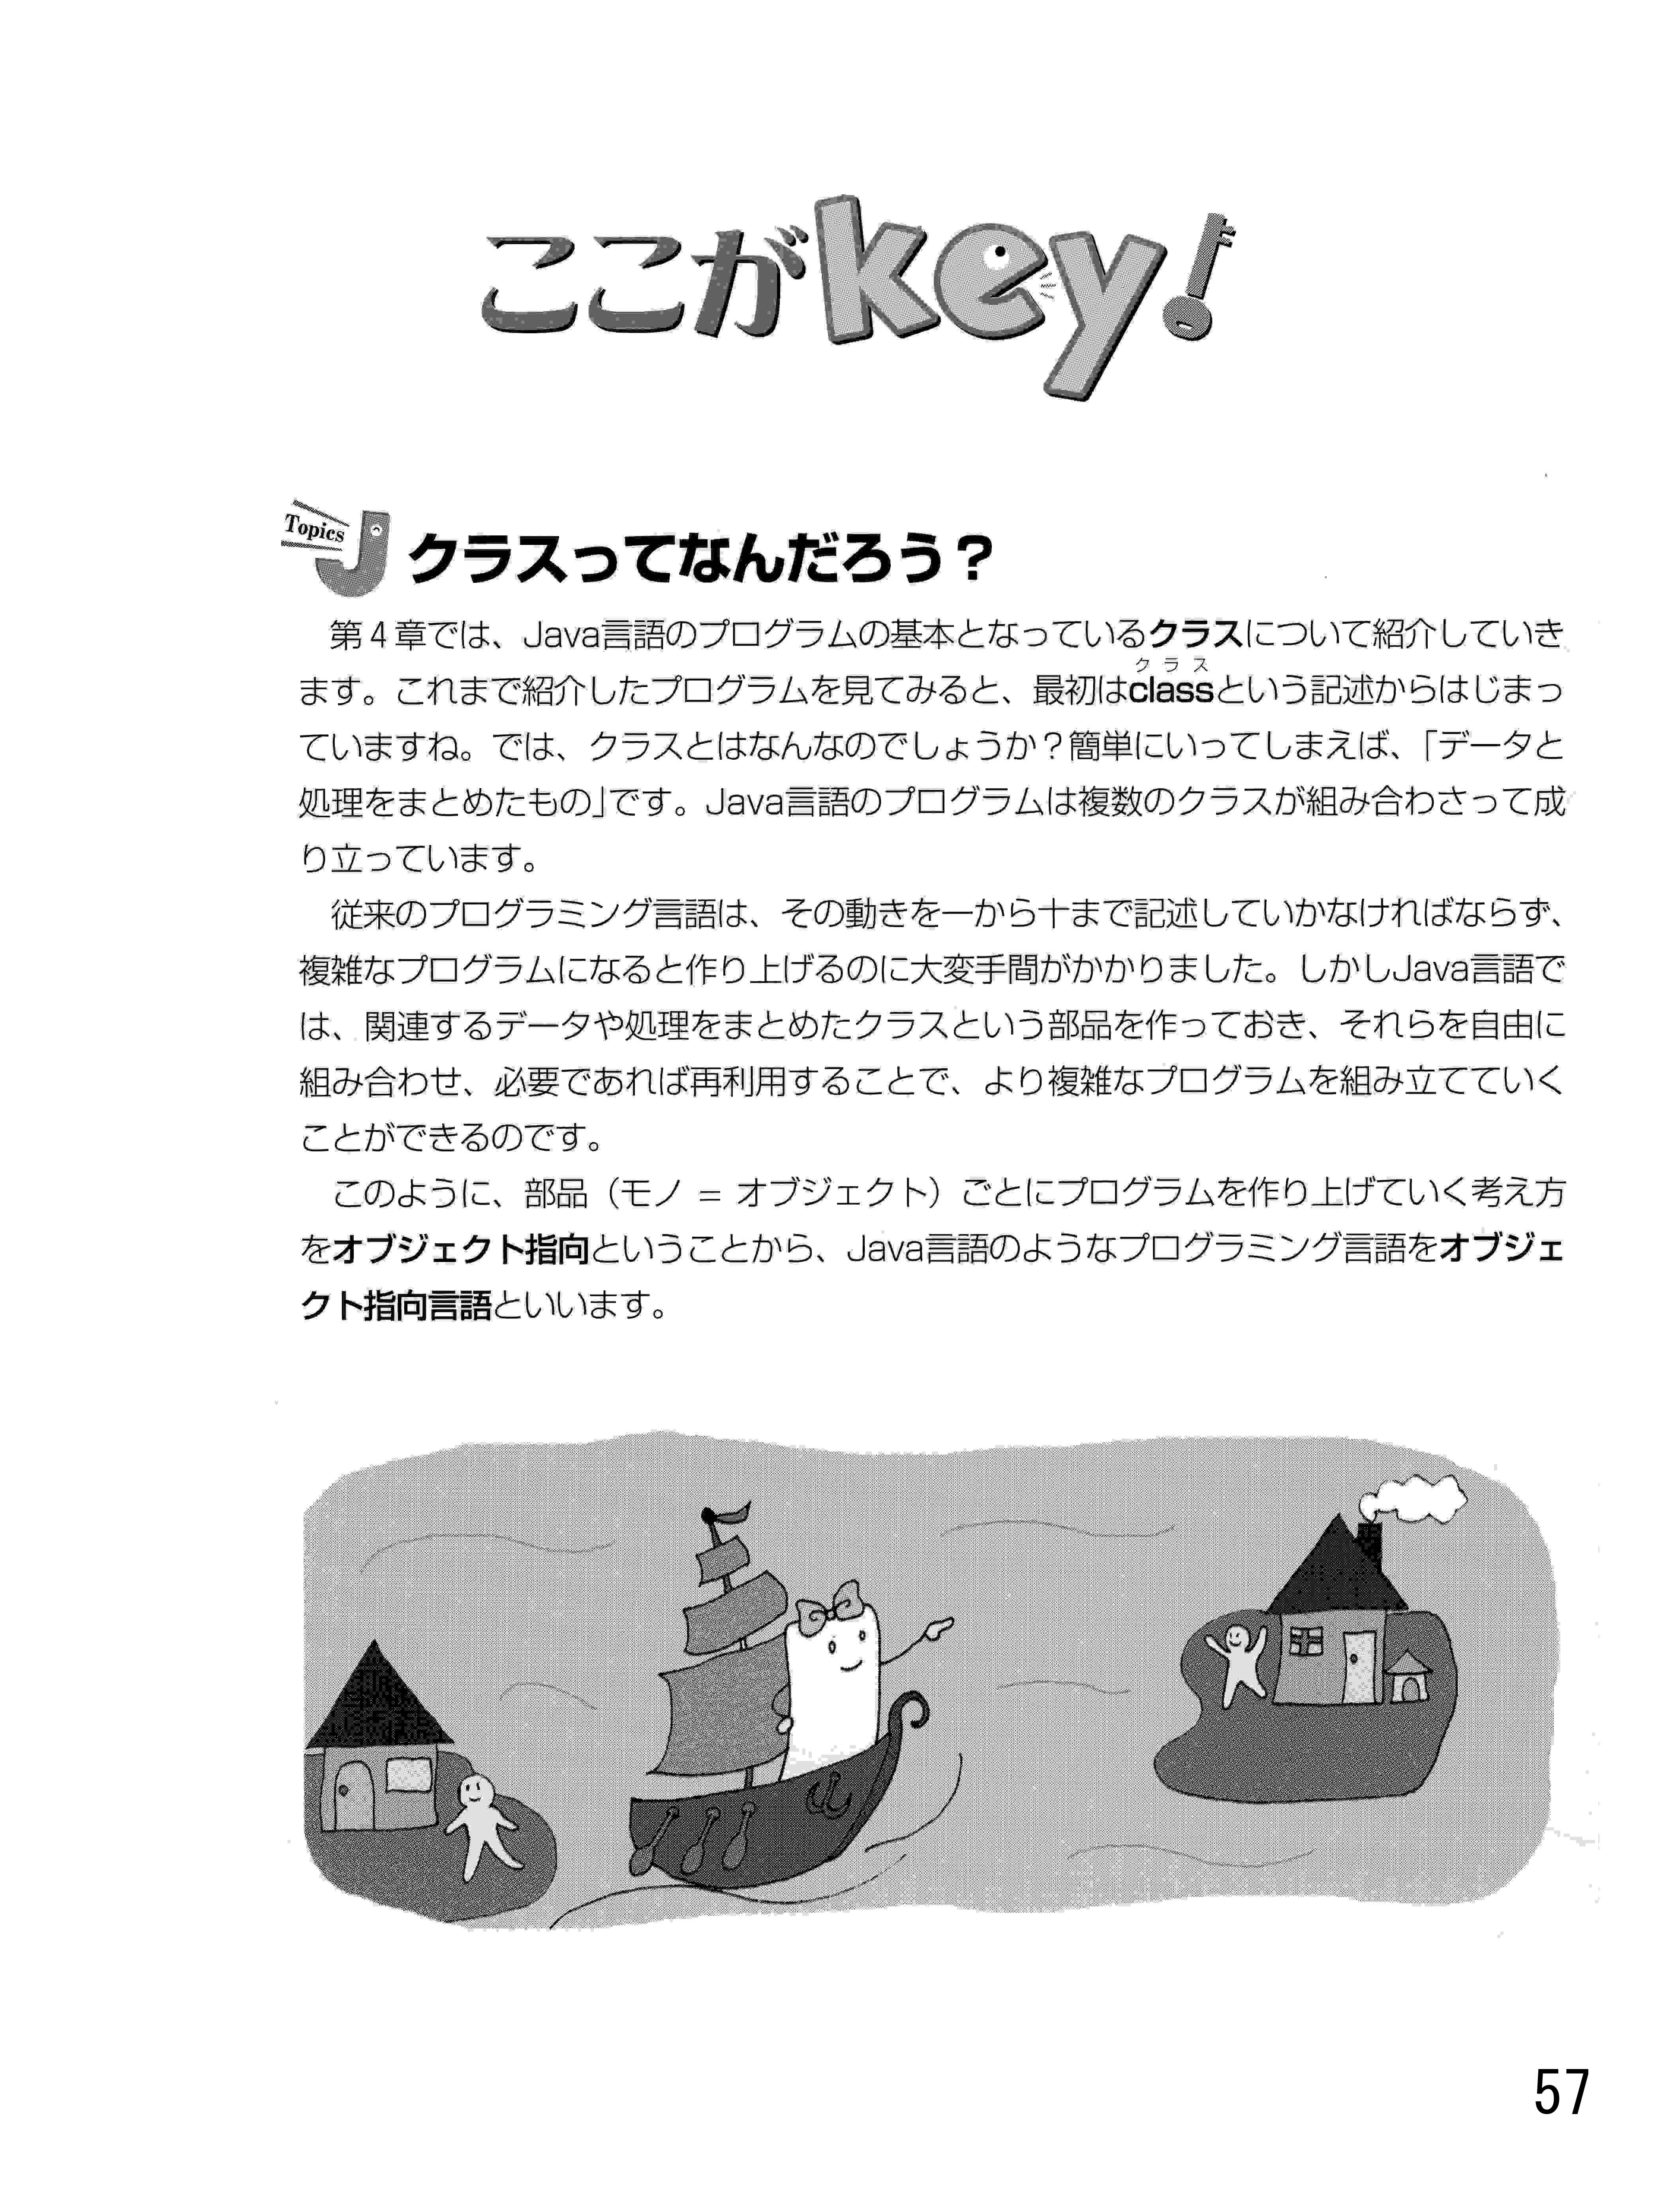 ここがkey!
Topics
クラスってなんだろう？
第4章では、Java言語のプログラムの基本となっているクラスについて紹介していき
クラス
ます。これまで紹介したプログラムを見てみると、最初はclassという記述からはじまっ
ていますね。では、クラスとはなんなのでしょうか？簡単にいってしまえば、「データと
処理をまとめたもの」です。Java言語のプログラムは複数のクラスが組み合わさって成
り立っています。
従来のプログラミング言語は、その動きを一から十まで記述していかなければならず、
複雑なプログラムになると作り上げるのに大変手間がかかりました。しかしJava言語で
は、関連するデータや処理をまとめたクラスという部品を作っておき、それらを自由に
組み合わせ、必要であれば再利用することで、より複雑なプログラムを組み立てていく
ことができるのです。
このように、部品（モノ = オブジェクト）ごとにプログラムを作り上げていく考え方
をオブジェクト指向ということから、Java言語のようなプログラミング言語をオブジェ
クト指向言語といいます。
57